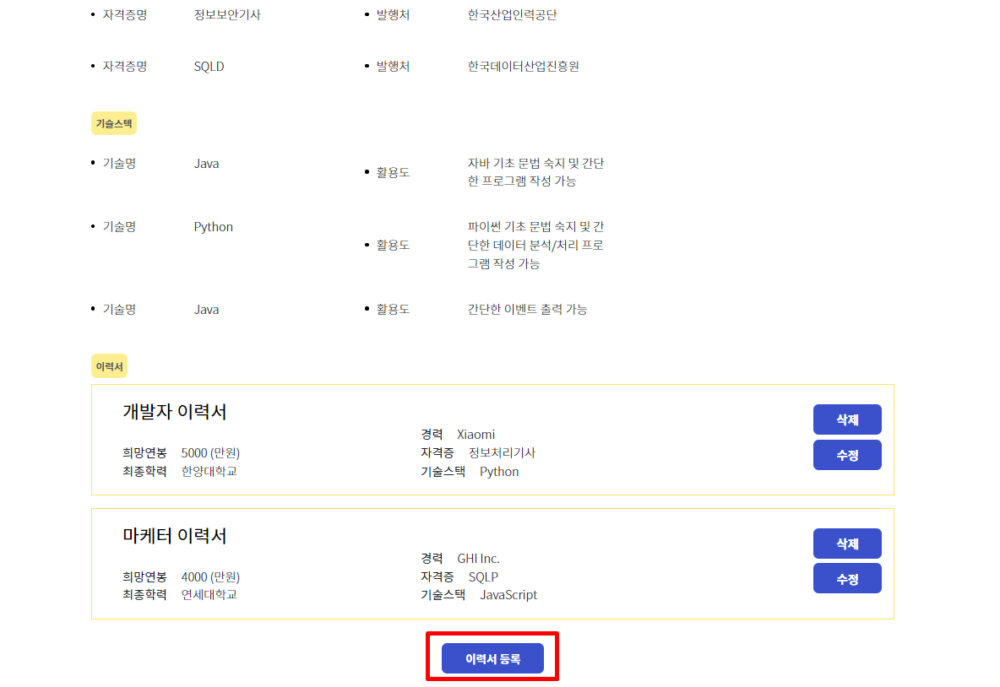 자격증명 정보보안기사 발행처 한국산업인력공단
자격증명 SQLD 발행처 한국데이터산업진흥원
기술스텍
기술명 Java 활용도 자바 기초 문법 숙지 및 간단
한 프로그램 작성 가능
기술명 Python 활용도 파이썬 기초 문법 숙지 및 간
단한 데이터 분석/처리 프로
그램 작성 가능
기술명 Java 활용도 간단한 이벤트 출력 가능
이력서
개발자 이력서
희망연봉 5000 (만원)
최종학력 한양대학교
경력 Xiaomi
자격증 정보처리기사
기술스택 Python
삭제
수정
마케터 이력서
희망연봉 4000 (만원)
최종학력 연세대학교
경력 GHI Inc.
자격증 SQLP
기술스택 JavaScript
삭제
수정
이력서 등록